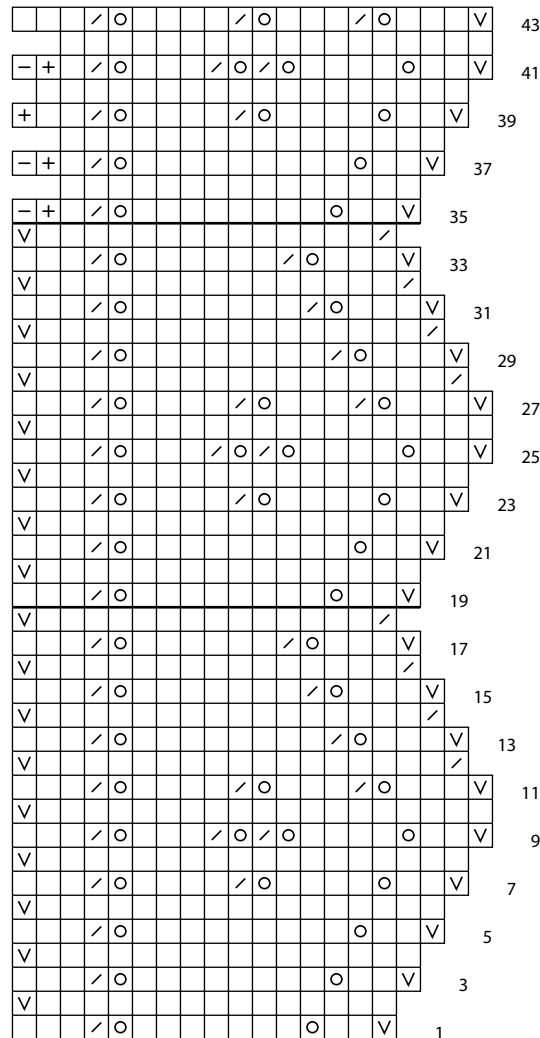 / O / O / O V 43
− + / O / O / O O V 41
+ / O / O O V 39
− + / O O V 37
− + / O O V 35
V /
/ O / O V 33
V /
/ O / O V 31
V /
/ O / O V 29
V /
/ O / O / O V 27
V
/ O / O / O O V 25
V
/ O / O O V 23
V
/ O O V 21
V
/ O O V 19
V /
/ O / O V 17
V /
/ O / O V 15
V /
/ O / O V 13
V /
/ O / O / O V 11
V
/ O / O / O O V 9
V
/ O / O O V 7
V
/ O O V 5
V
/ O O V 3
V
/ O O V 1